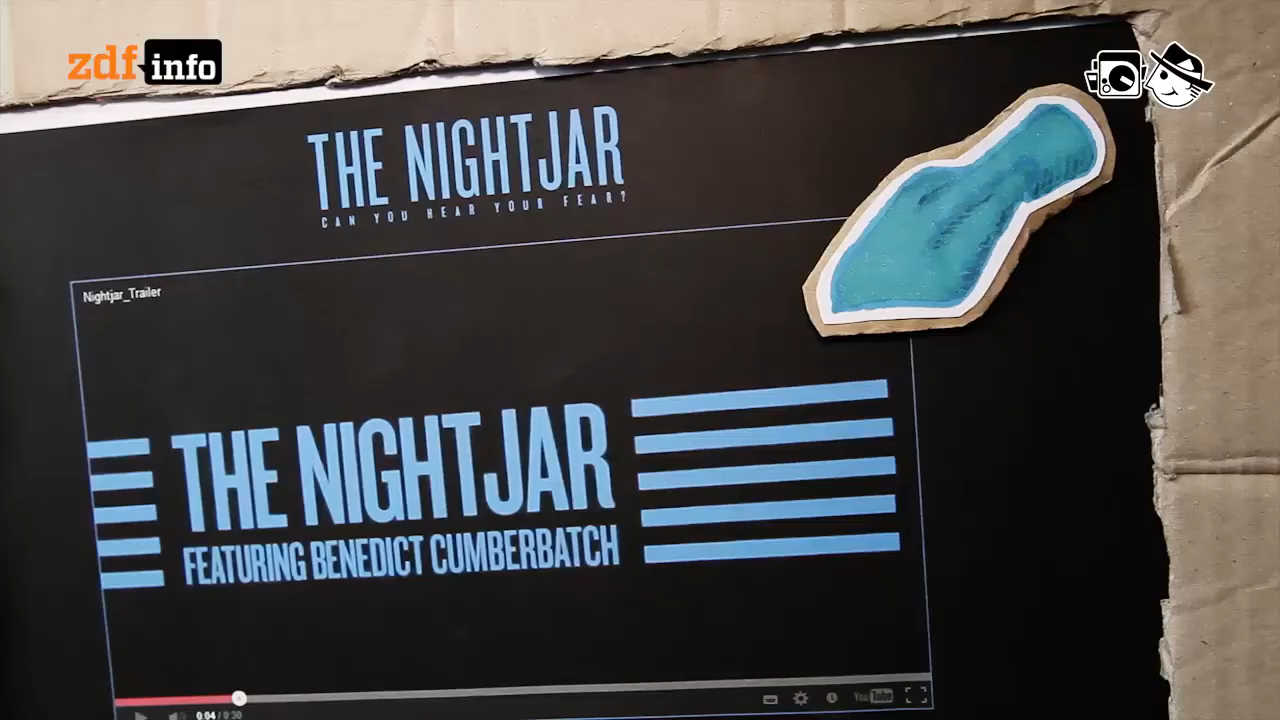 zdf info
THE NIGHTJAR
CAN YOU HEAR YOUR FEAR?
Nightjar_Trailer
THE NIGHTJAR
FEATURING BENEDICT CUMBERBATCH
0:04 / 0:30
YouTube